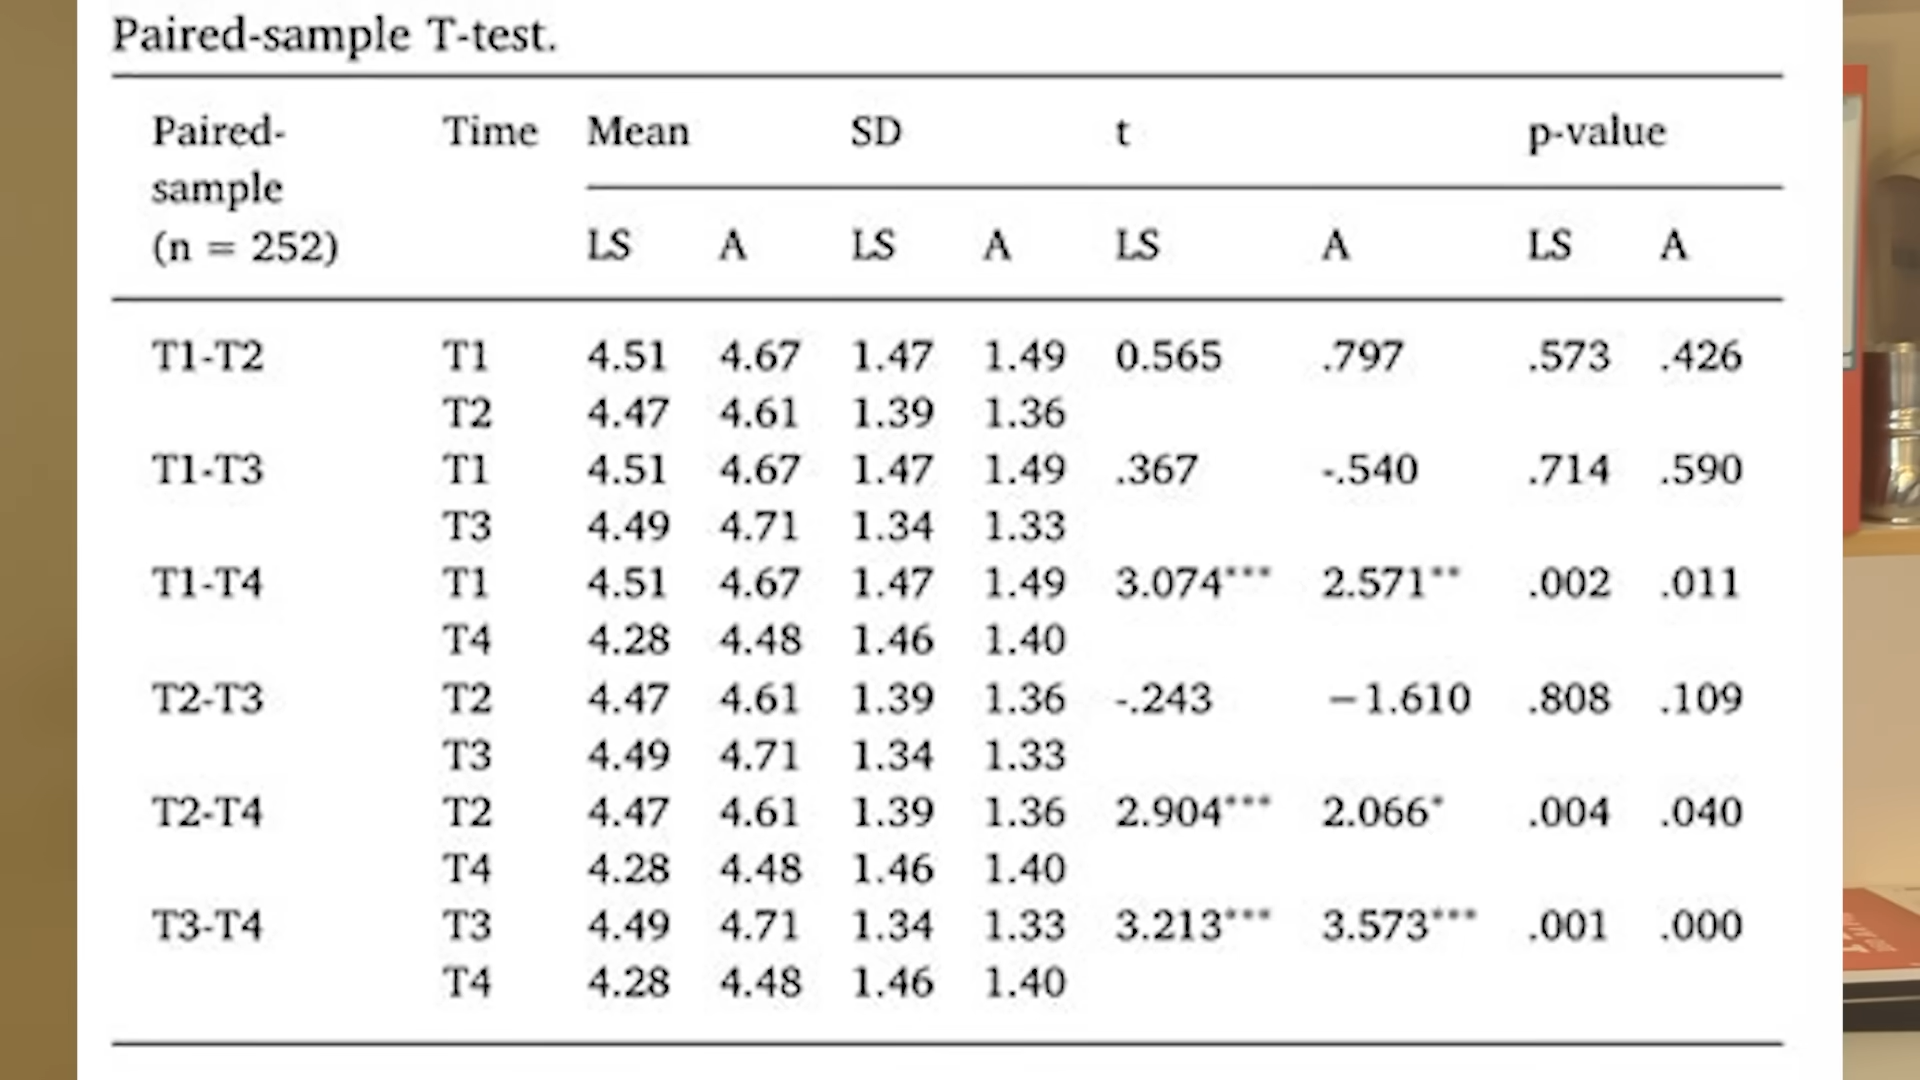 Paired-sample T-test.
Paired- Time Mean SD t p-value
sample
(n = 252) LS A LS A LS A LS A
T1-T2 T1 4.51 4.67 1.47 1.49 0.565 .797 .573 .426
T2 4.47 4.61 1.39 1.36
T1-T3 T1 4.51 4.67 1.47 1.49 .367 -.540 .714 .590
T3 4.49 4.71 1.34 1.33
T1-T4 T1 4.51 4.67 1.47 1.49 3.074*** 2.571** .002 .011
T4 4.28 4.48 1.46 1.40
T2-T3 T2 4.47 4.61 1.39 1.36 -.243 −1.610 .808 .109
T3 4.49 4.71 1.34 1.33
T2-T4 T2 4.47 4.61 1.39 1.36 2.904*** 2.066* .004 .040
T4 4.28 4.48 1.46 1.40
T3-T4 T3 4.49 4.71 1.34 1.33 3.213*** 3.573*** .001 .000
T4 4.28 4.48 1.46 1.40